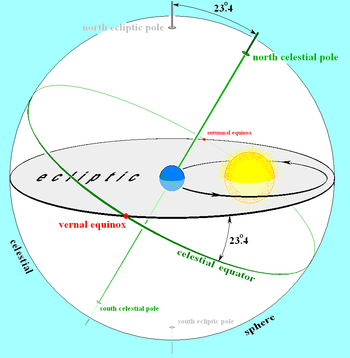 23.4°
north ecliptic pole
north celestial pole
autumnal equinox
ecliptic
vernal equinox
23.4°
celestial equator
celestial
south celestial pole
south ecliptic pole
sphere